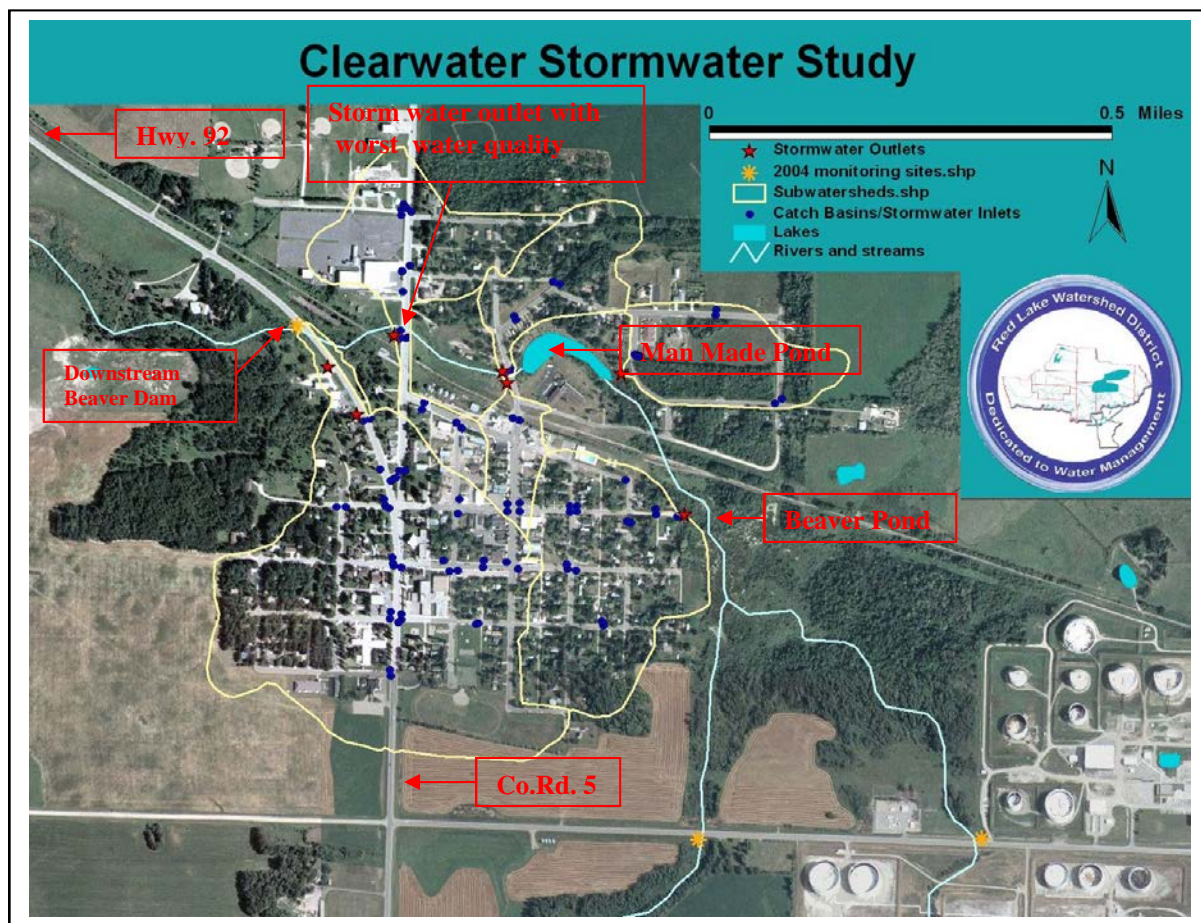 Clearwater Stormwater Study
Hwy. 92
Storm water outlet with
worst water quality
0 0.5 Miles
Stormwater Outlets
2004 monitoring sites.shp
Subwatersheds.shp
Catch Basins/Stormwater Inlets
Lakes
Rivers and streams
N
Red Lake Watershed District
Dedicated to Water Management
Man Made Pond
Downstream
Beaver Dam
Beaver Pond
Co.Rd. 5